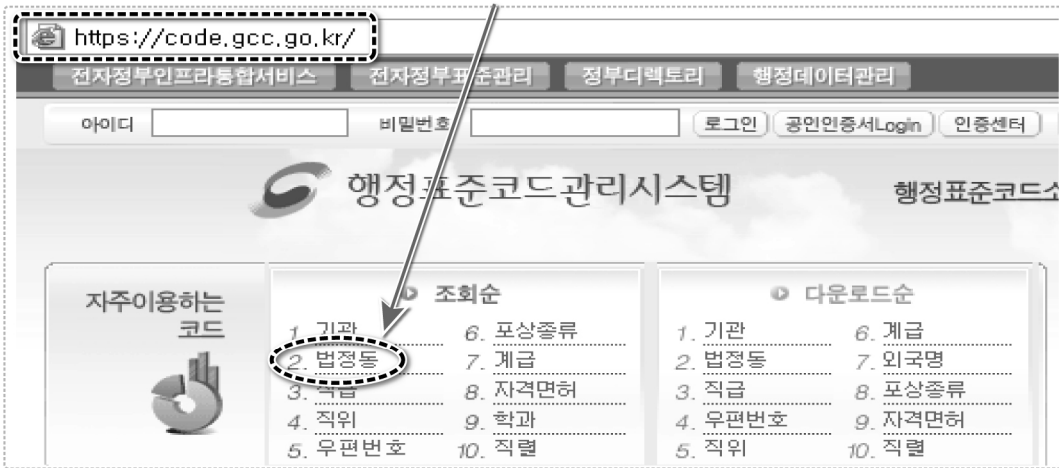 https://code.gcc.go.kr/
전자정부인프라통합서비스 전자정부표준관리 정부디렉토리 행정데이터관리
아이디 비밀번호 로그인 공인인증서Login 인증센터
행정표준코드관리시스템 행정표준코드소
자주이용하는
코드
조회순
1. 기관 6. 포상종류
2. 법정동 7. 계급
3. 직급 8. 자격면허
4. 직위 9. 학과
5. 우편번호 10. 직렬
다운로드순
1. 기관 6. 계급
2. 법정동 7. 외국명
3. 직급 8. 포상종류
4. 우편번호 9. 자격면허
5. 직위 10. 직렬